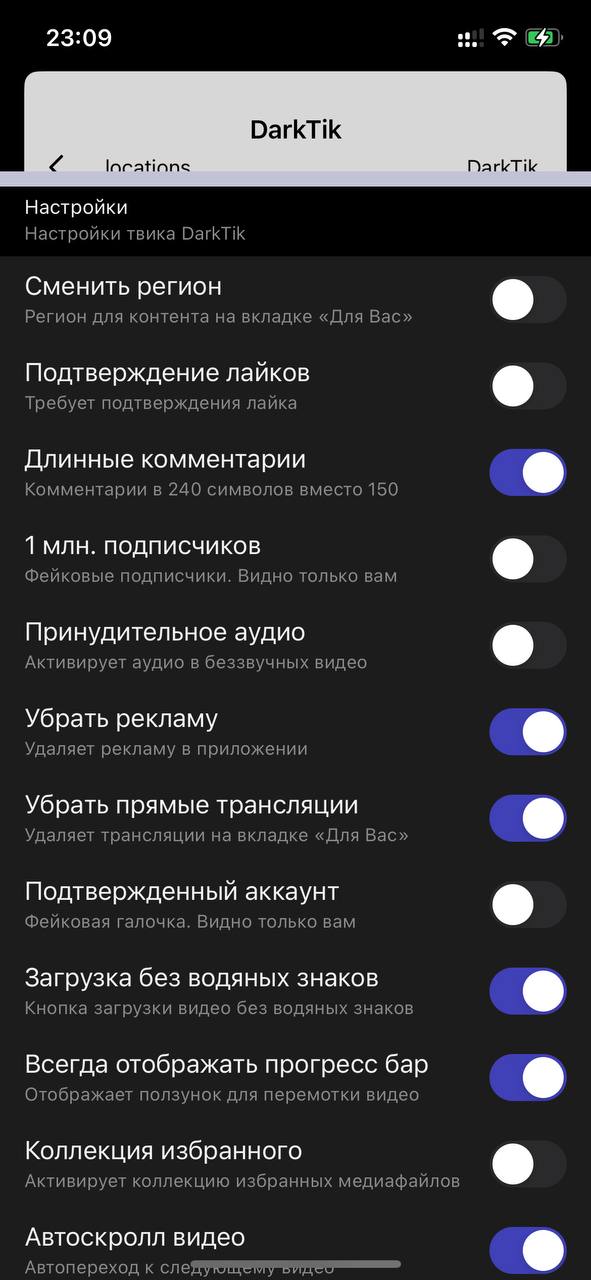 23:09
DarkTik
locations DarkTik
Настройки
Настройки твика DarkTik
Сменить регион
Регион для контента на вкладке «Для Вас»
Подтверждение лайков
Требует подтверждения лайка
Длинные комментарии
Комментарии в 240 символов вместо 150
1 млн. подписчиков
Фейковые подписчики. Видно только вам
Принудительное аудио
Активирует аудио в беззвучных видео
Убрать рекламу
Удаляет рекламу в приложении
Убрать прямые трансляции
Удаляет трансляции на вкладке «Для Вас»
Подтвержденный аккаунт
Фейковая галочка. Видно только вам
Загрузка без водяных знаков
Кнопка загрузки видео без водяных знаков
Всегда отображать прогресс бар
Отображает ползунок для перемотки видео
Коллекция избранного
Активирует коллекцию избранных медиафайлов
Автоскролл видео
Автопереход к следующему видео